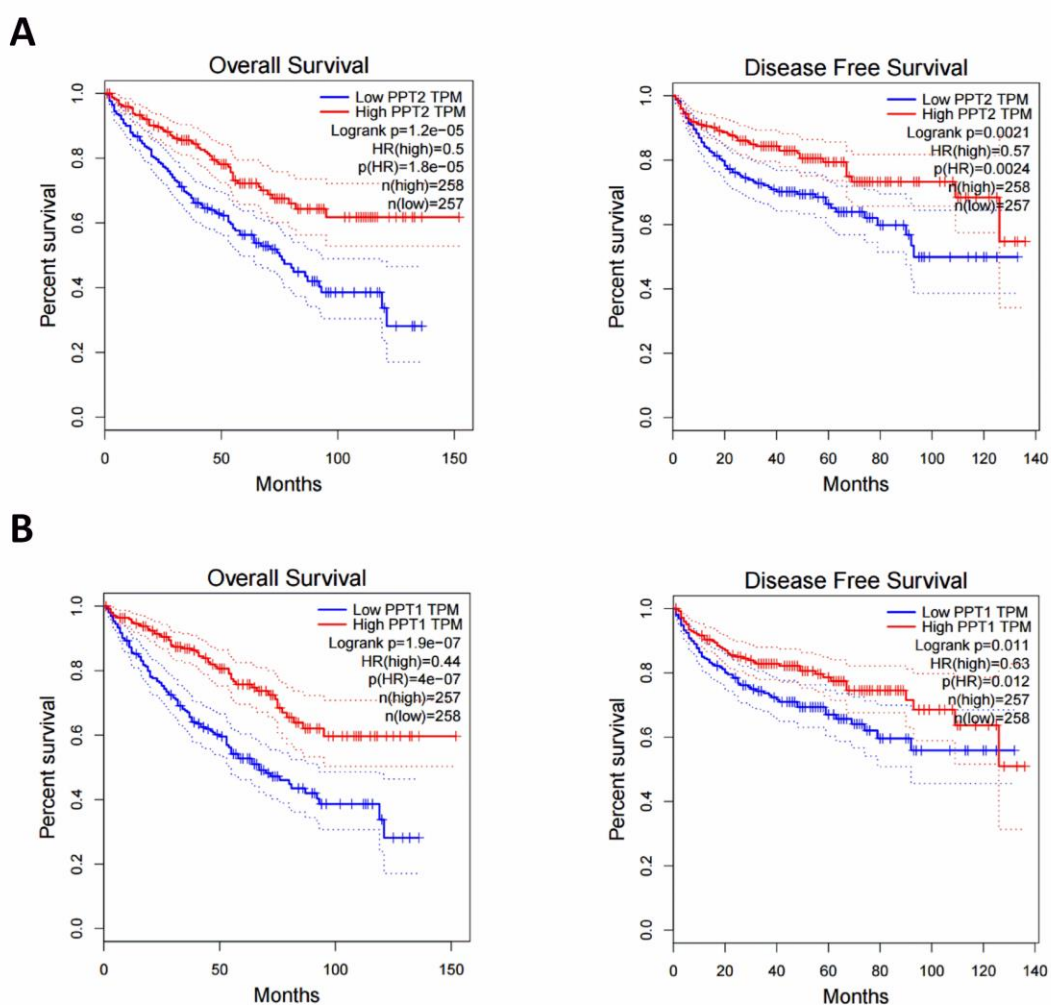 A
Overall Survival
Low PPT2 TPM
High PPT2 TPM
Logrank p=1.2e−05
HR(high)=0.5
p(HR)=1.8e−05
n(high)=258
n(low)=257
Percent survival
1.0
0.8
0.6
0.4
0.2
0.0
0 50 100 150
Months
Disease Free Survival
Low PPT2 TPM
High PPT2 TPM
Logrank p=0.0021
HR(high)=0.57
p(HR)=0.0024
n(high)=258
n(low)=257
Percent survival
1.0
0.8
0.6
0.4
0.2
0.0
0 20 40 60 80 100 120 140
Months
B
Overall Survival
Low PPT1 TPM
High PPT1 TPM
Logrank p=1.9e−07
HR(high)=0.44
p(HR)=4e−07
n(high)=257
n(low)=258
Percent survival
1.0
0.8
0.6
0.4
0.2
0.0
0 50 100 150
Months
Disease Free Survival
Low PPT1 TPM
High PPT1 TPM
Logrank p=0.011
HR(high)=0.63
p(HR)=0.012
n(high)=257
n(low)=258
Percent survival
1.0
0.8
0.6
0.4
0.2
0.0
0 20 40 60 80 100 120 140
Months